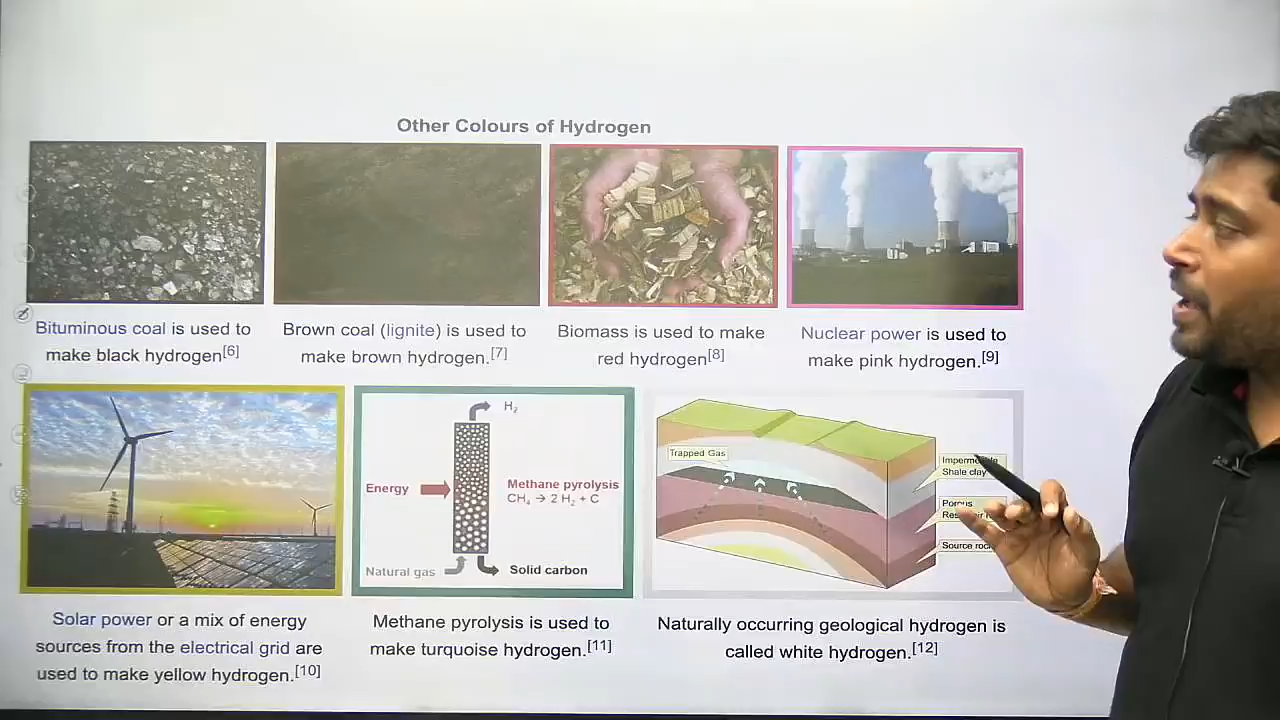 Other Colours of Hydrogen
Bituminous coal is used to
make black hydrogen[6]
Brown coal (lignite) is used to
make brown hydrogen.[7]
Biomass is used to make
red hydrogen[8]
Nuclear power is used to
make pink hydrogen.[9]
H₂
Energy
Methane pyrolysis
CH₄ → 2 H₂ + C
Natural gas
Solid carbon
Trapped Gas
Shale clay
Porous
Source rock
Solar power or a mix of energy
sources from the electrical grid are
used to make yellow hydrogen.[10]
Methane pyrolysis is used to
make turquoise hydrogen.[11]
Naturally occurring geological hydrogen is
called white hydrogen.[12]